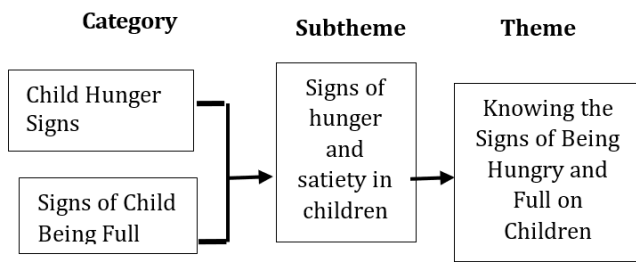 Category
Subtheme
Theme
Child Hunger
Signs
Signs of Child
Being Full
Signs of
hunger
and
satiety in
children
Knowing the
Signs of Being
Hungry and
Full on
Children